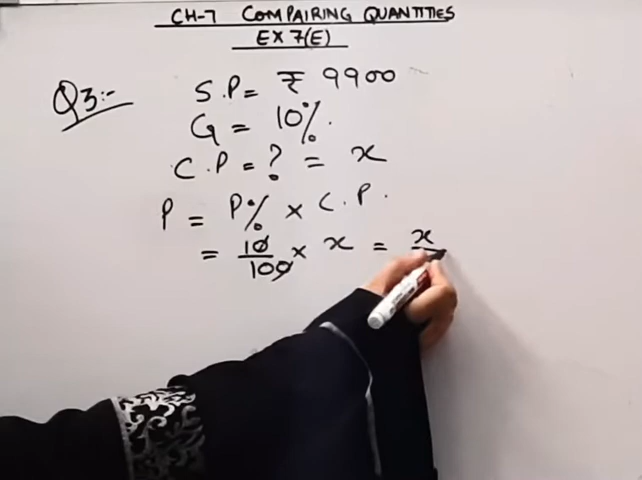 CH-7 COMPAIRING QUANTITIES
EX 7(E)
Q3:- S.P = ₹ 9900
G = 10%.
C.P = ? = x
P = P% × C.P.
= 10/100 × x = x